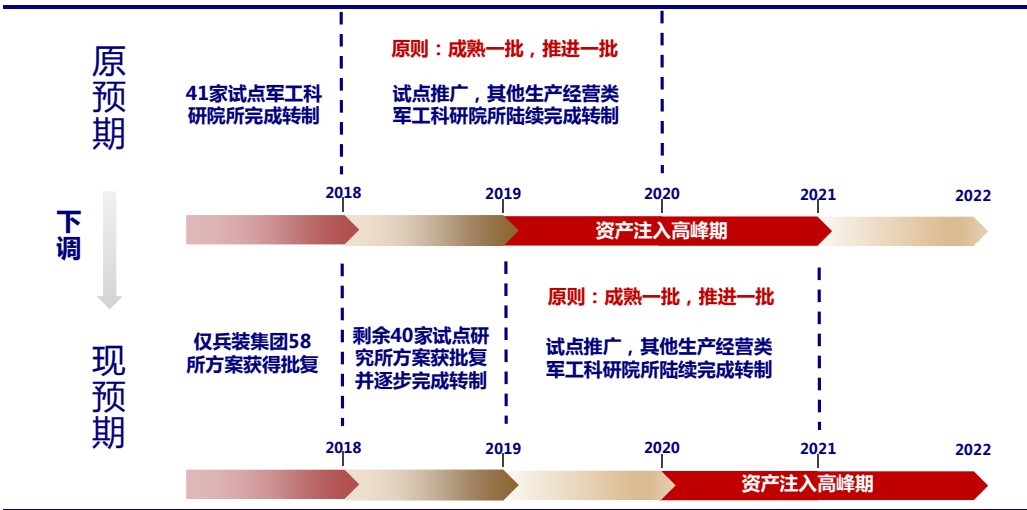 原预期
原则：成熟一批，推进一批
41家试点军工科
研院所完成转制
试点推广，其他生产经营类
军工科研院所陆续完成转制
2018
2019
2020
2021
2022
资产注入高峰期
下调
现预期
原则：成熟一批，推进一批
仅兵装集团58
所方案获得批复
剩余40家试点研
究所方案获批复
并逐步完成转制
试点推广，其他生产经营类
军工科研院所陆续完成转制
2018
2019
2020
2021
2022
资产注入高峰期